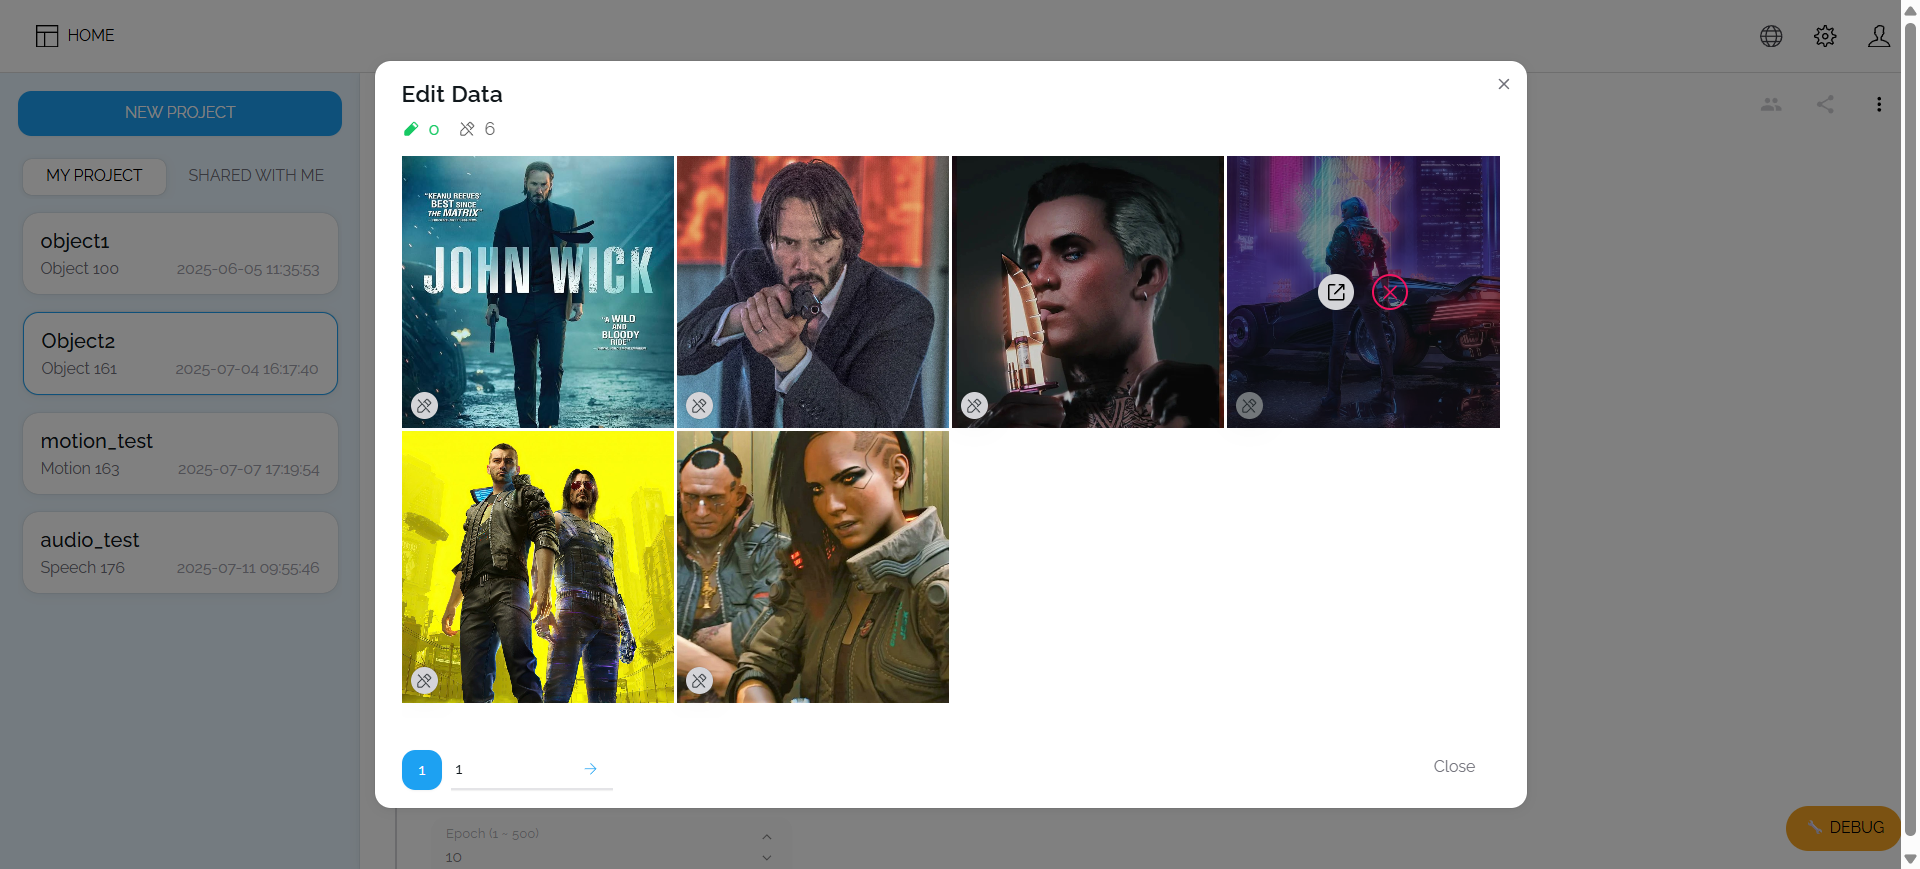 HOME
NEW PROJECT
MY PROJECT SHARED WITH ME
object1
Object 100 2025-06-05 11:35:53
Object2
Object 161 2025-07-04 16:17:40
motion_test
Motion 163 2025-07-07 17:19:54
audio_test
Speech 176 2025-07-11 09:55:46
Edit Data
0 6
"KEANU REEVES'
BEST SINCE
THE MATRIX"
JOHN WICK
"A WILD
AND
BLOODY
RIDE"
1 1
Close
Epoch (1 ~ 500)
10
DEBUG